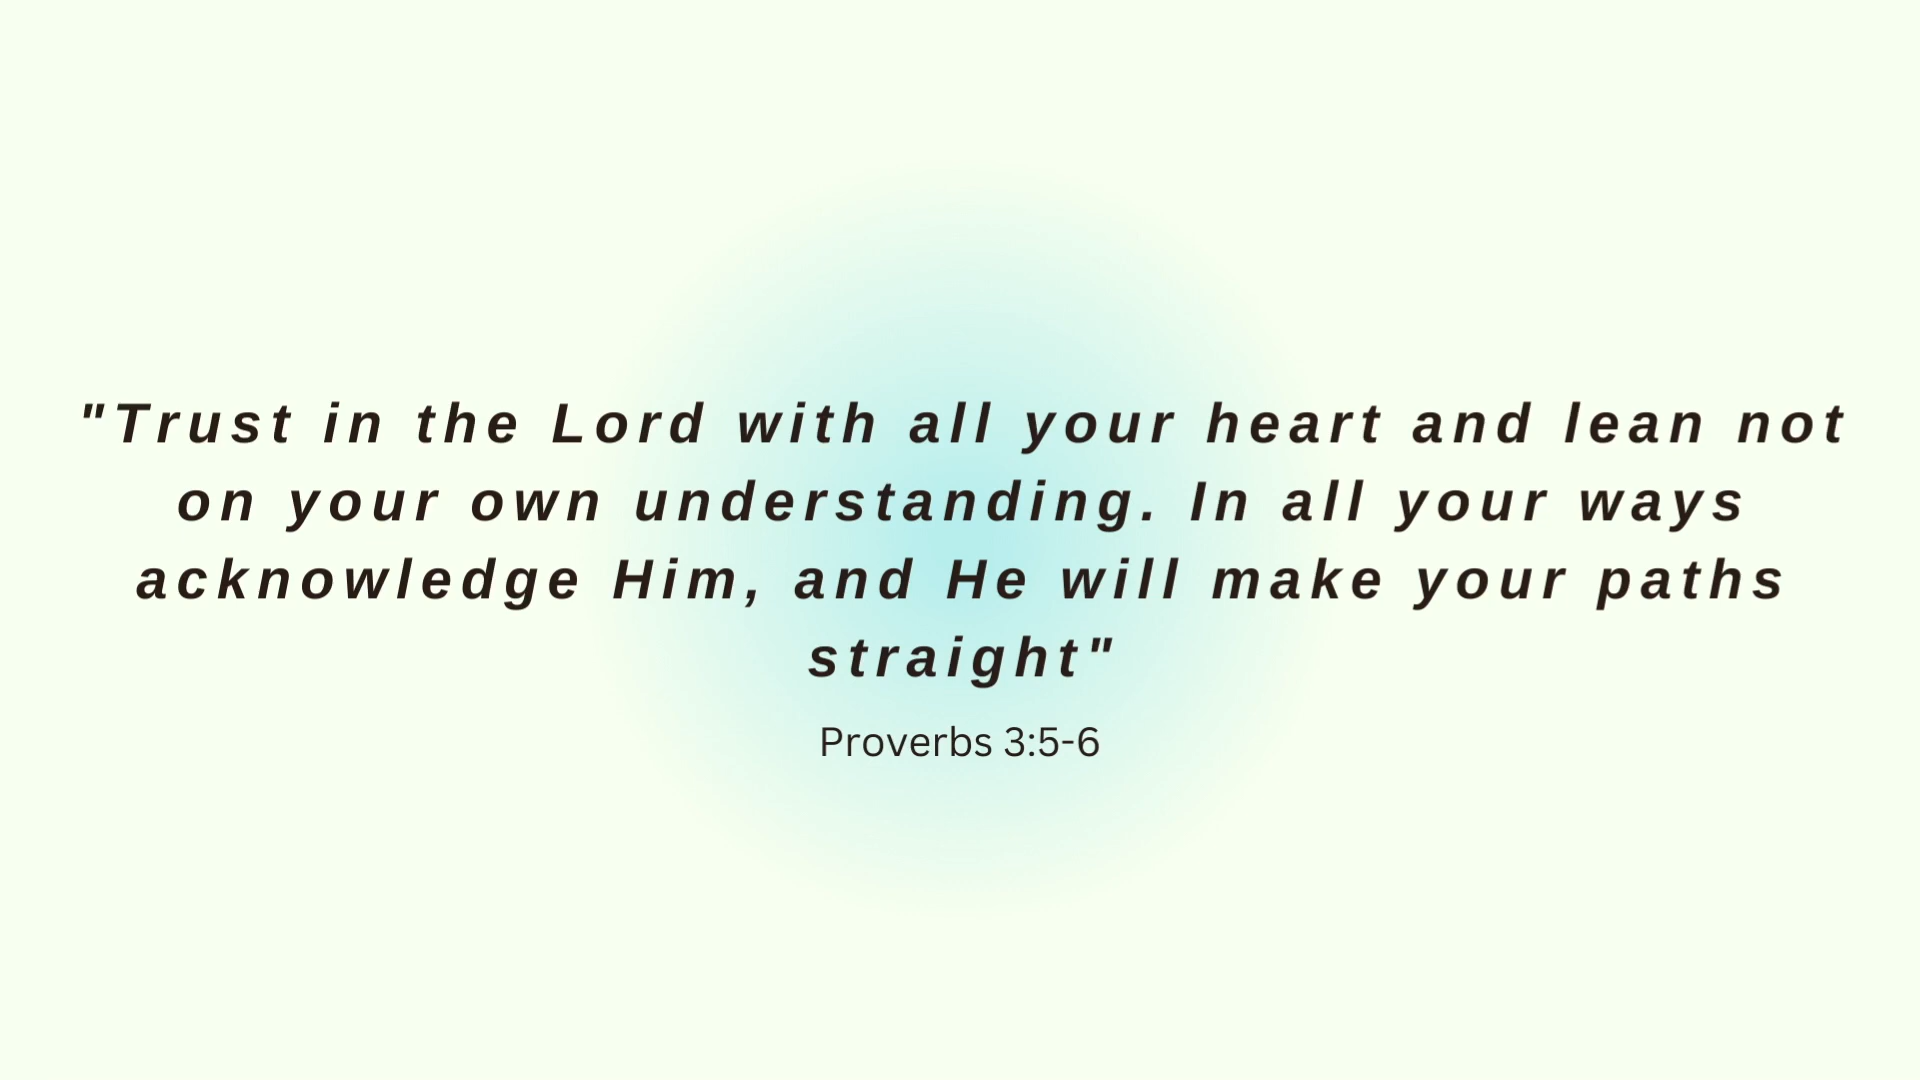 "Trust in the Lord with all your heart and lean not
on your own understanding. In all your ways
acknowledge Him, and He will make your paths
straight"
Proverbs 3:5-6